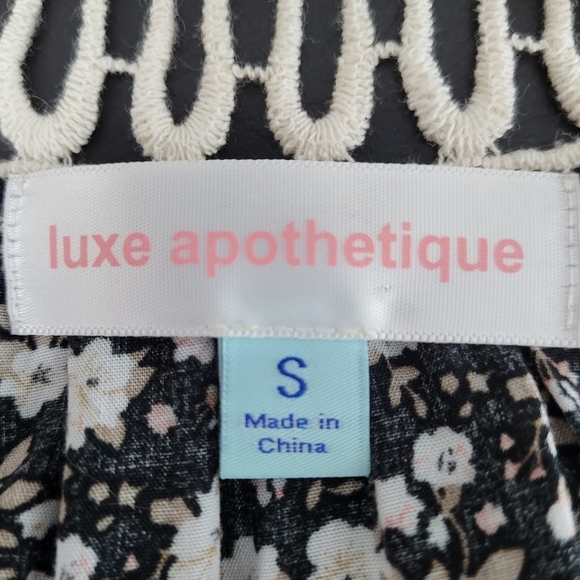 luxe apothetique
S
Made in
China